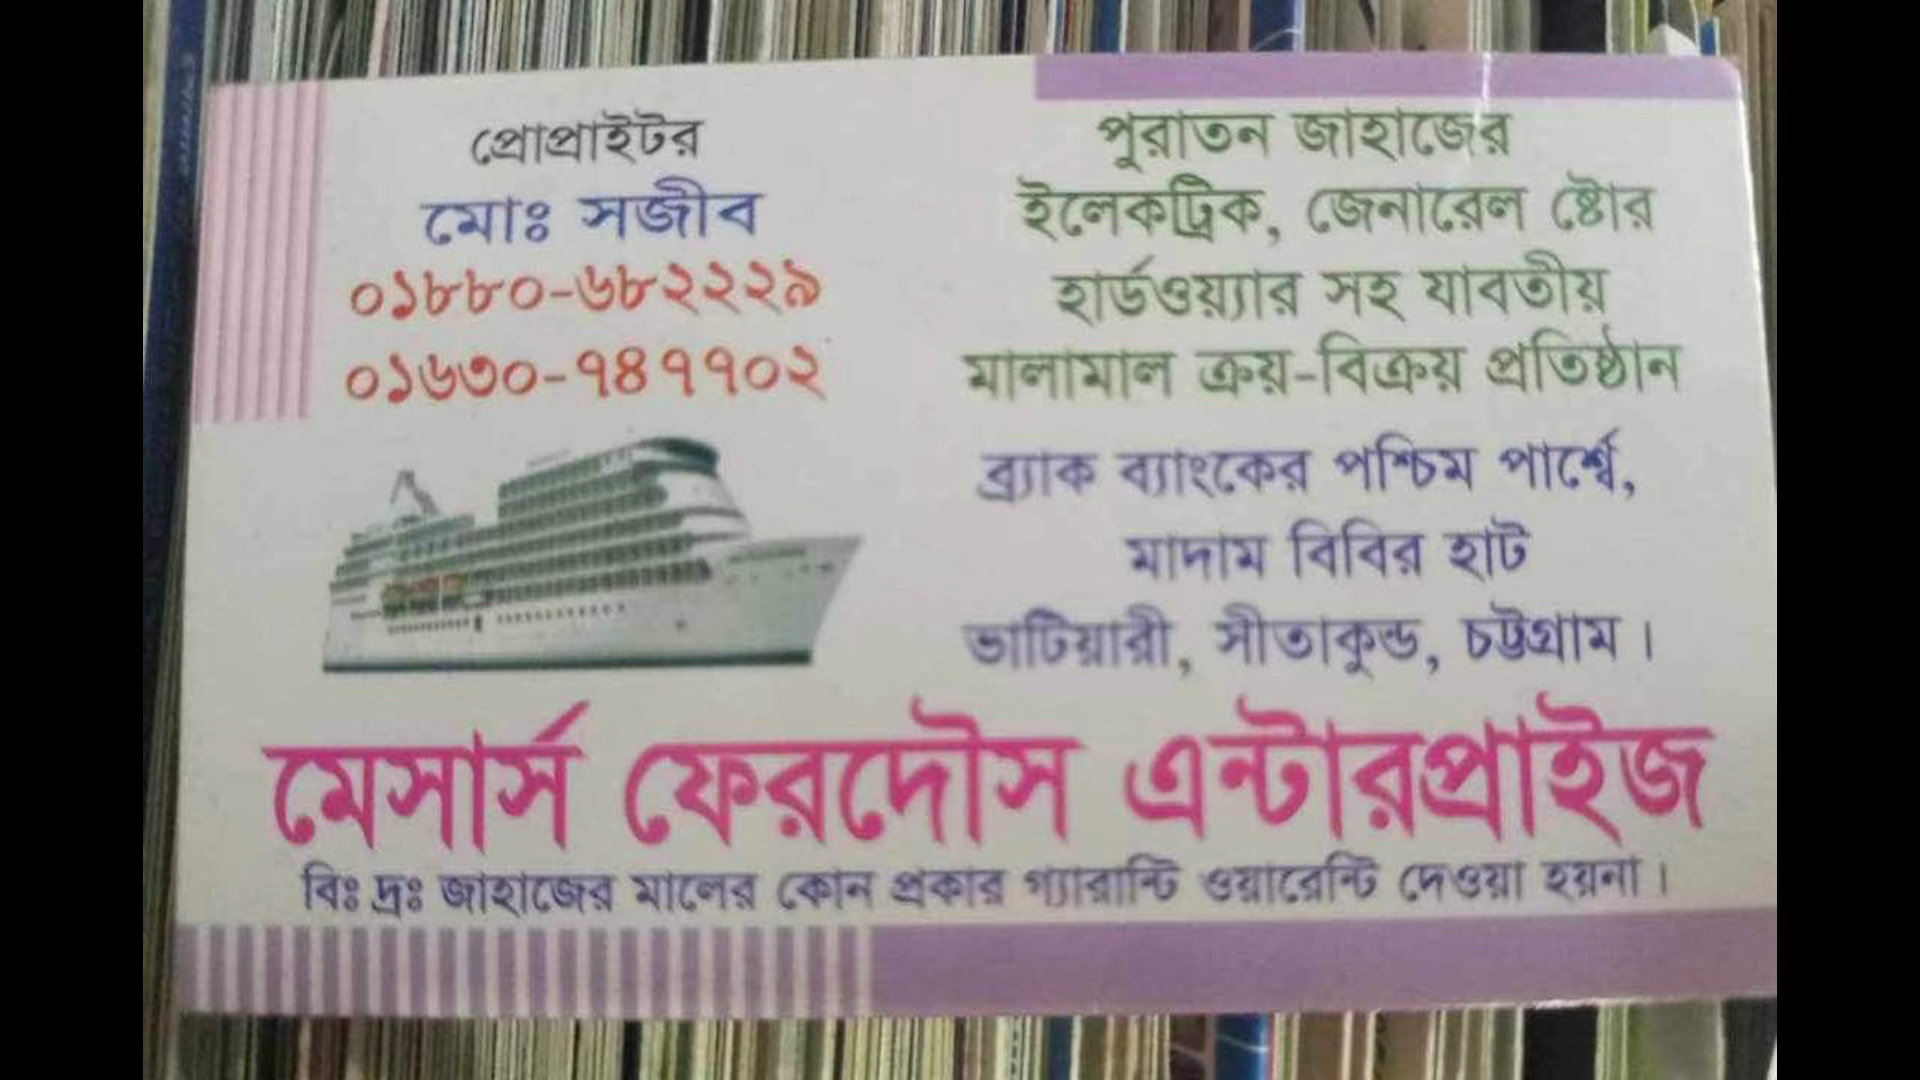 প্রোপ্রাইটর
মোঃ সজীব
০১৮৮০-৬৮২২২৯
০১৬৩০-৭৪৭৭০২
পুরাতন জাহাজের
ইলেকট্রিক, জেনারেল ষ্টোর
হার্ডওয়্যার সহ যাবতীয়
মালামাল ক্রয়-বিক্রয় প্রতিষ্ঠান
ব্র্যাক ব্যাংকের পশ্চিম পার্শ্বে,
মাদাম বিবির হাট
ভাটিয়ারী, সীতাকুন্ড, চট্টগ্রাম।
মেসার্স ফেরদৌস এন্টারপ্রাইজ
বিঃ দ্রঃ জাহাজের মালের কোন প্রকার গ্যারান্টি ওয়ারেন্টি দেওয়া হয়না।